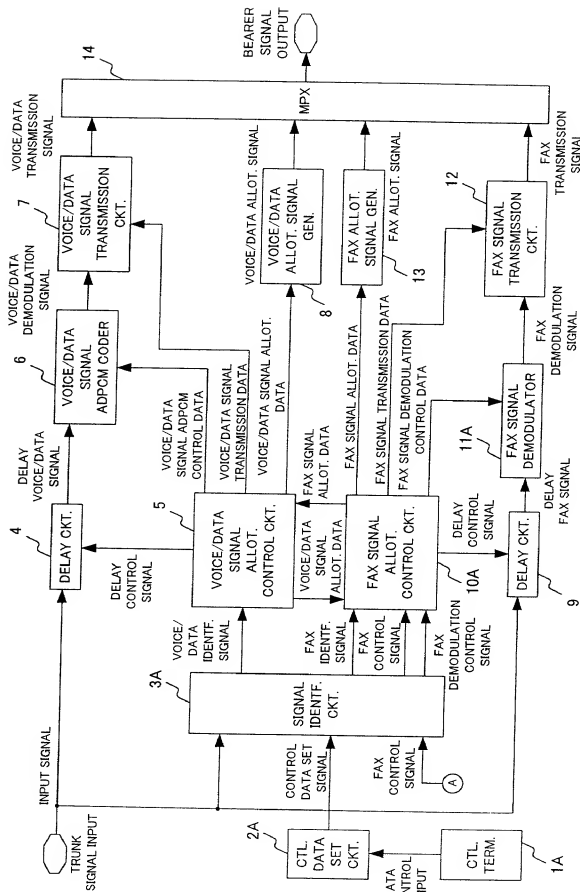 TRUNK
SIGNAL INPUT
INPUT SIGNAL
4
DELAY CKT.
DELAY
VOICE/DATA
SIGNAL
6
VOICE/DATA
SIGNAL
ADPCM CODER
VOICE/DATA
DEMODULATION
SIGNAL
7
VOICE/DATA
SIGNAL
TRANSMISSION
CKT.
VOICE/DATA
TRANSMISSION
SIGNAL
14
MPX
BEARER
SIGNAL
OUTPUT
DELAY
CONTROL
SIGNAL
VOICE/DATA
SIGNAL ADPCM
CONTROL DATA
VOICE/DATA SIGNAL
TRANSMISSION DATA
VOICE/DATA SIGNAL ALLOT.
DATA
5
VOICE/DATA
SIGNAL
ALLOT.
CONTROL CKT.
VOICE/
DATA
IDENTF.
SIGNAL
VOICE/DATA
SIGNAL
ALLOT. DATA
FAX SIGNAL
ALLOT. DATA
VOICE/DATA
ALLOT. SIGNAL
GEN.
8
VOICE/DATA ALLOT. SIGNAL
3A
SIGNAL IDENTF.
CKT.
FAX
IDENTF.
SIGNAL
FAX
CONTROL
SIGNAL
FAX
DEMODULATION
CONTROL
SIGNAL
FAX SIGNAL
ALLOT.
CONTROL CKT.
10A
FAX SIGNAL ALLOT. DATA
FAX SIGNAL TRANSMISSION DATA
FAX SIGNAL DEMODULATION
CONTROL DATA
FAX ALLOT.
SIGNAL GEN.
13
FAX ALLOT. SIGNAL
DELAY
CONTROL
SIGNAL
CONTROL
DATA SET
SIGNAL
FAX
CONTROL
SIGNAL
A
2A
CTL.
DATA
SET
CKT.
ATA
ONTROL
NPUT
CTL.
TERM.
1A
DELAY CKT.
9
DELAY
FAX SIGNAL
11A
FAX SIGNAL
DEMODULATOR
FAX
DEMODULATION
SIGNAL
12
FAX SIGNAL
TRANSMISSION
CKT.
FAX
TRANSMISSION
SIGNAL